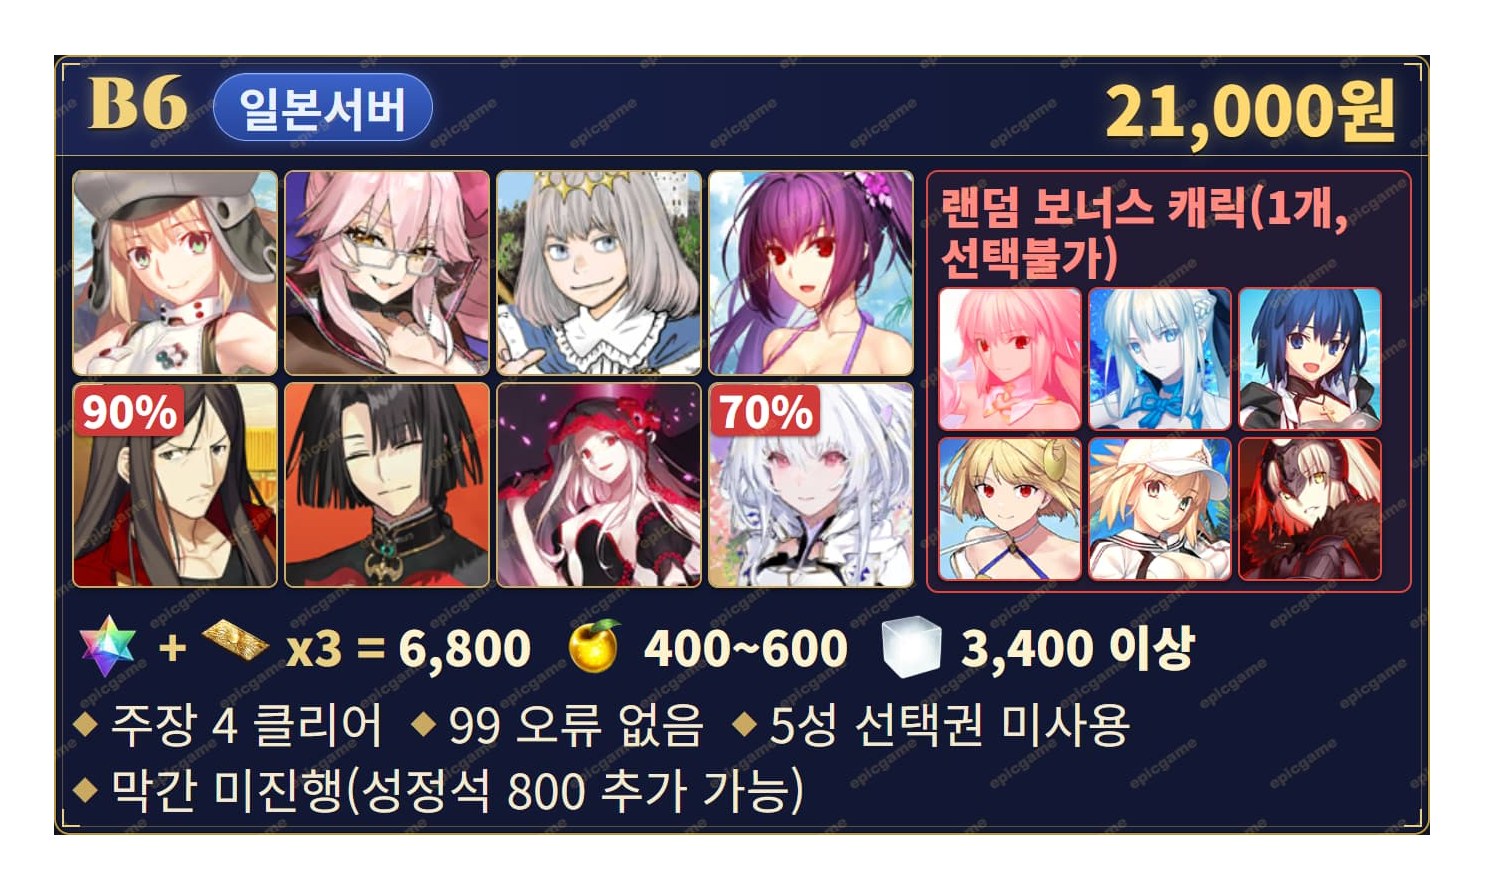 B6 일본서버 21,000원
랜덤 보너스 캐릭(1개,
선택불가)
90%
70%
+ x3 = 6,800 400~600 3,400 이상
◆ 주장 4 클리어 ◆ 99 오류 없음 ◆ 5성 선택권 미사용
◆ 막간 미진행(성정석 800 추가 가능)
epicgame